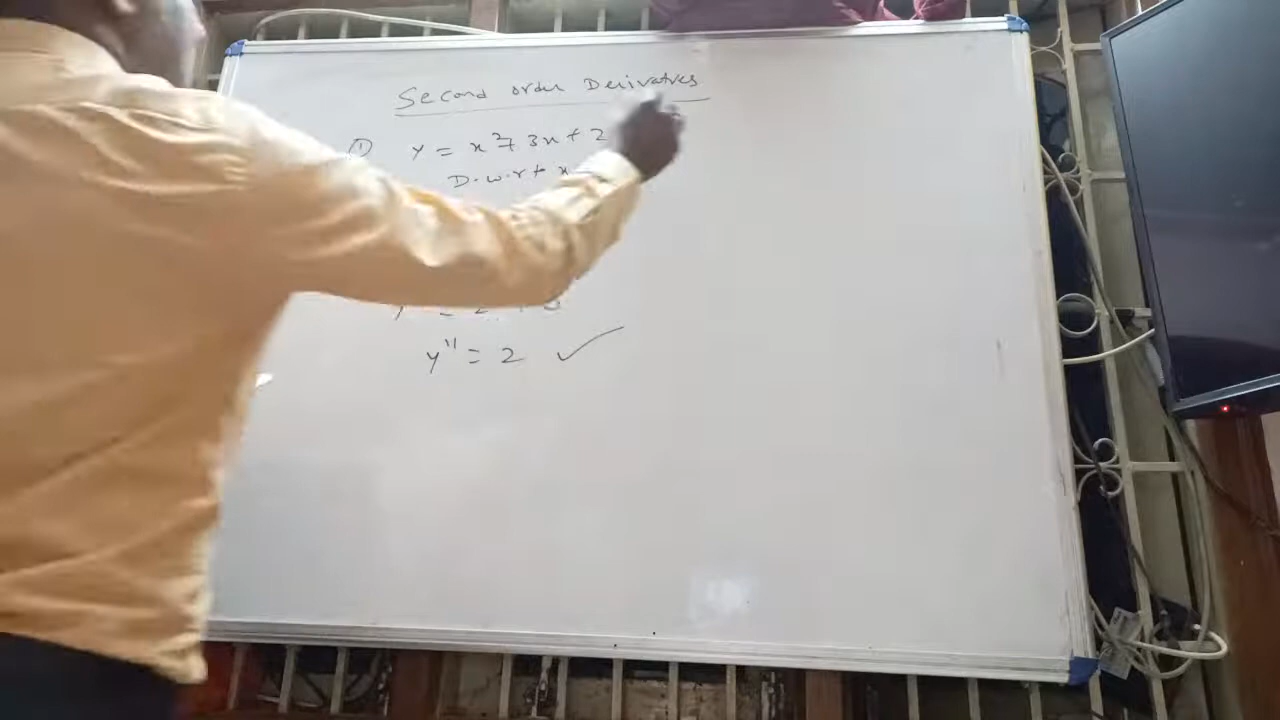 Second order Derivatives
① y = x² + 3x + 2
D.w.r.t x
y'' = 2 ✓